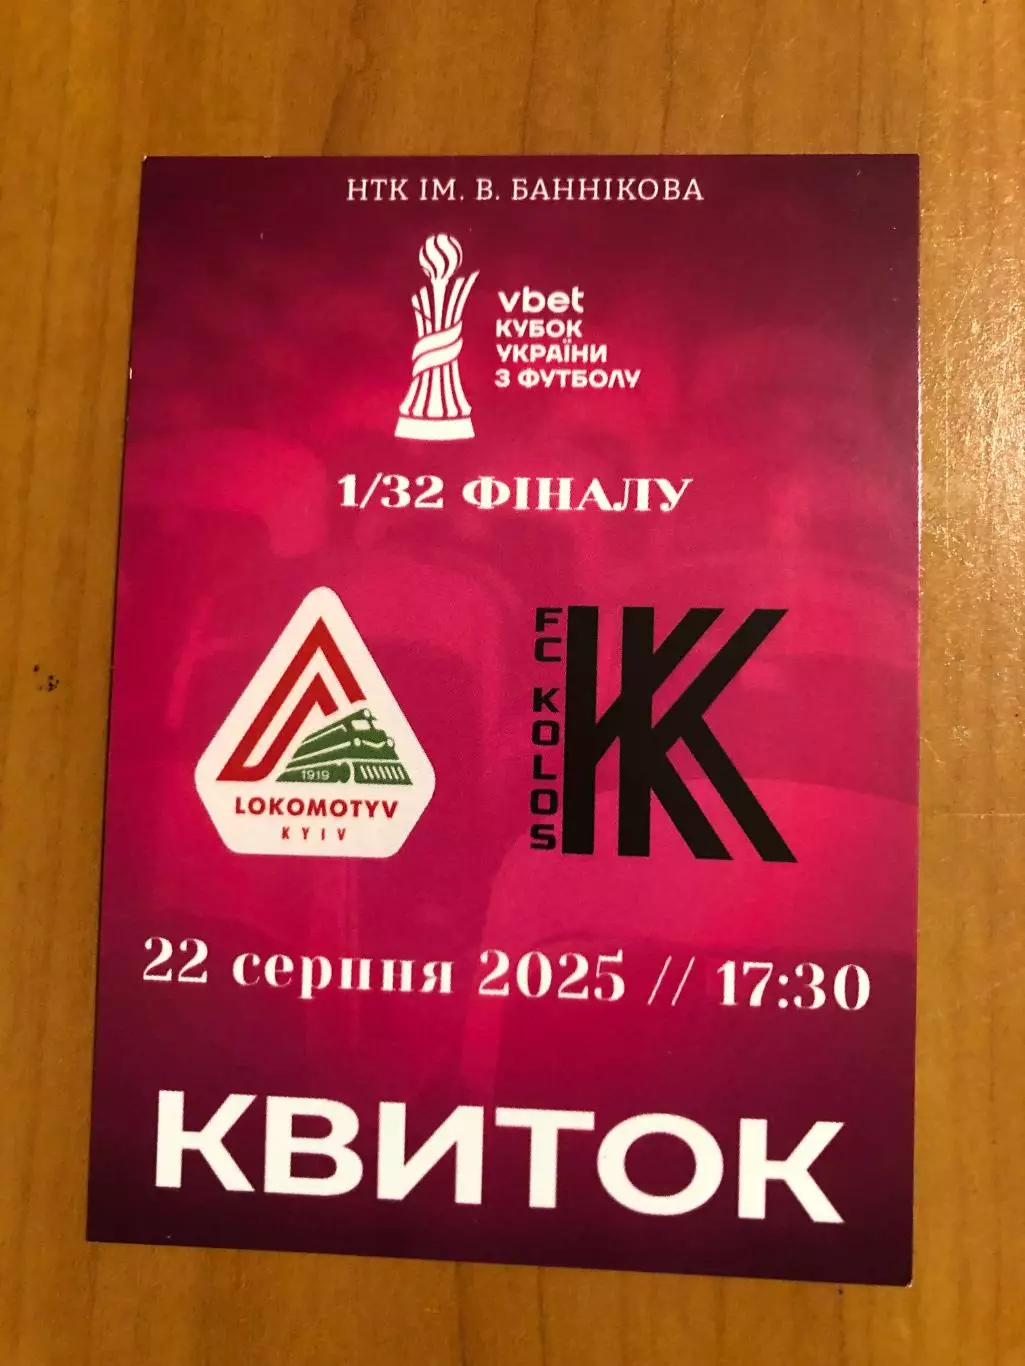 НТК ІМ. В. БАННІКОВА
vbet
КУБОК
УКРАЇНИ
З ФУТБОЛУ
1/32 ФІНАЛУ
1919
LOKOMOTYV
KYIV
FC KOLOS
22 серпня 2025 // 17:30
КВИТОК